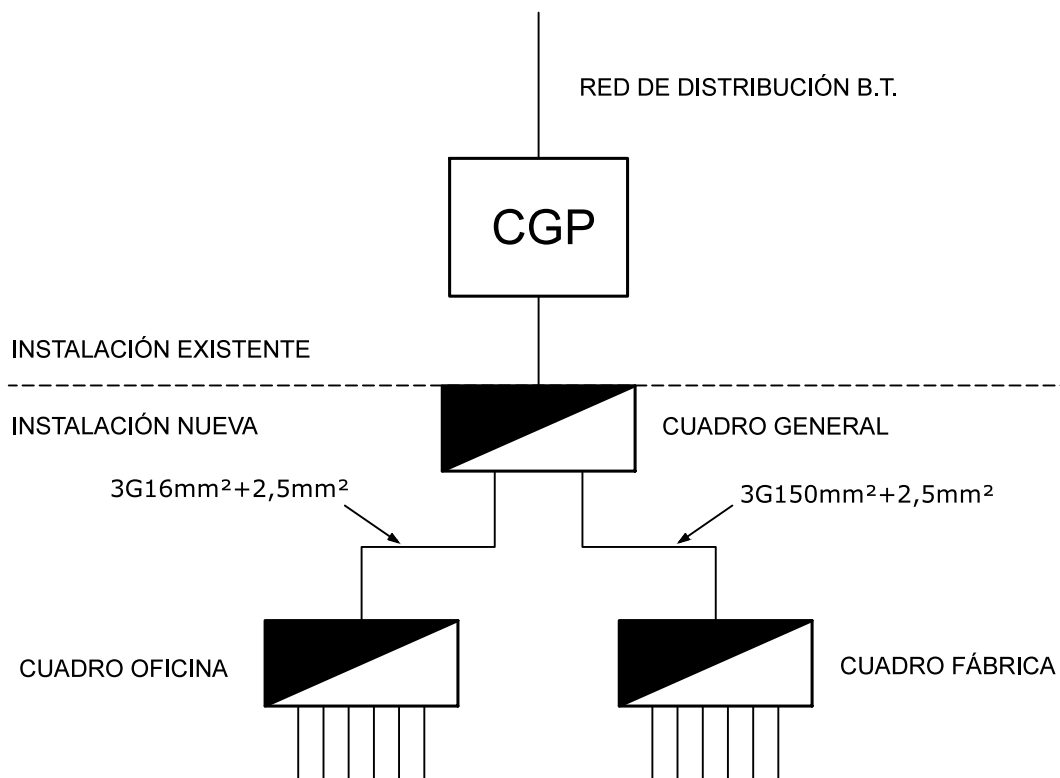 RED DE DISTRIBUCIÓN B.T.
CGP
INSTALACIÓN EXISTENTE
INSTALACIÓN NUEVA
CUADRO GENERAL
3G16mm²+2,5mm²
3G150mm²+2,5mm²
CUADRO OFICINA
CUADRO FÁBRICA